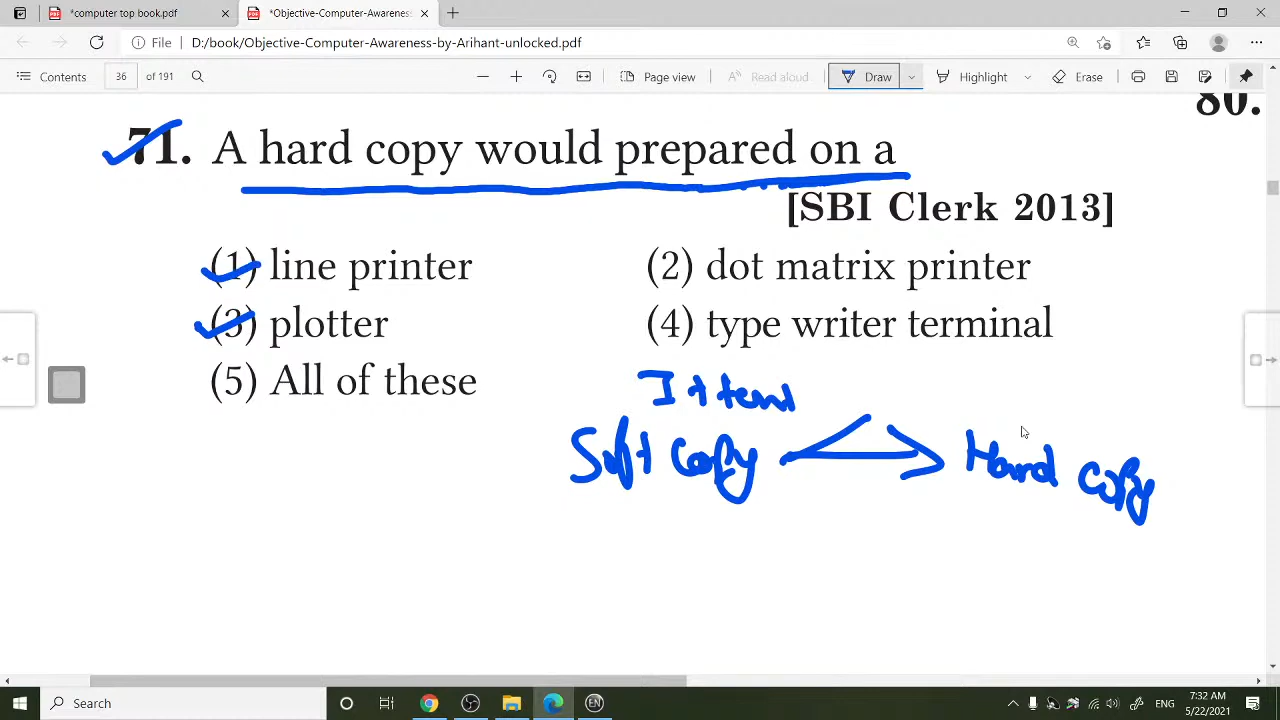 *computer top book.pdf
*Objective-Computer-Awareness
File D:/book/Objective-Computer-Awareness-by-Arihant-unlocked.pdf
Contents 36 of 191 Page view Read aloud Draw Highlight Erase
80.
71. A hard copy would prepared on a
[SBI Clerk 2013]
(1) line printer (2) dot matrix printer
(3) plotter (4) type writer terminal
(5) All of these
Soft copy Hard copy
Search EN ENG 7:32 AM
5/22/2021